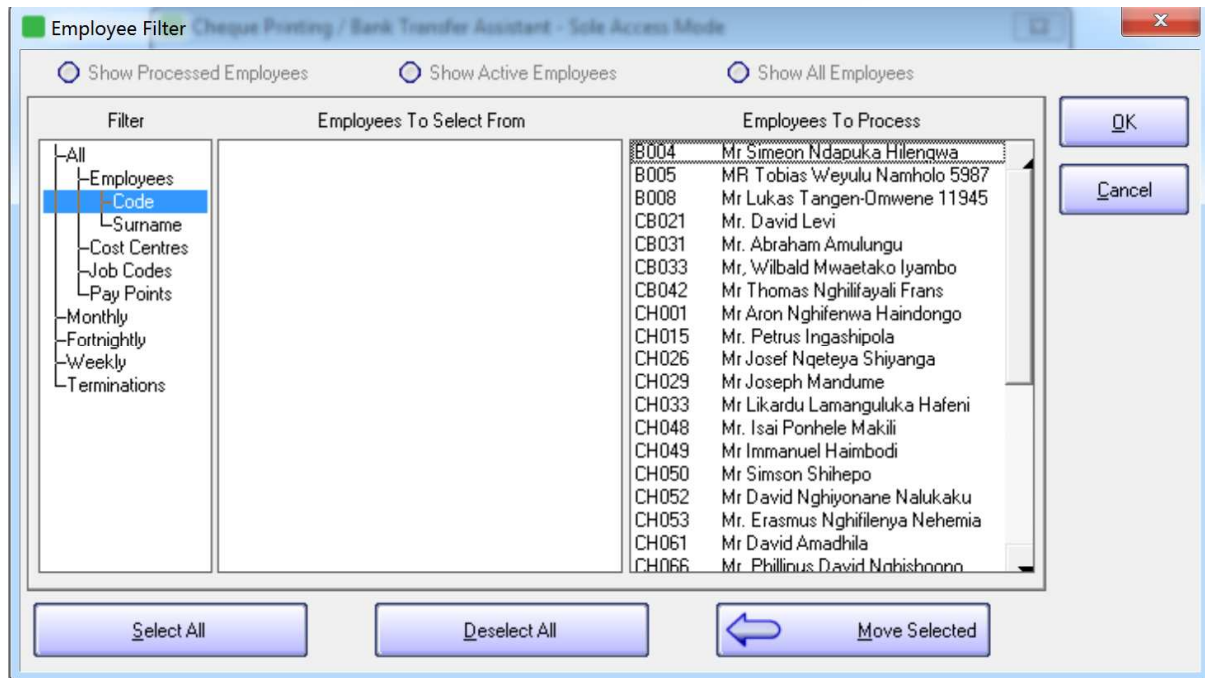 Employee Filter
Cheque Printing / Bank Transfer Assistant - Sole Access Mode
X
Show Processed Employees Show Active Employees Show All Employees
Filter Employees To Select From Employees To Process
All
Employees
Code
Surname
Cost Centres
Job Codes
Pay Points
Monthly
Fortnightly
Weekly
Terminations
B004 Mr Simeon Ndapuka Hilengwa
B005 MR Tobias Weyulu Namholo 5987
B008 Mr Lukas Tangen-Omwene 11945
CB021 Mr. David Levi
CB031 Mr. Abraham Amulungu
CB033 Mr, Wilbald Mwaetako Iyambo
CB042 Mr Thomas Nghilifayali Frans
CH001 Mr Aron Nghifenwa Haindongo
CH015 Mr. Petrus Ingashipola
CH026 Mr Josef Nqeteya Shiyanga
CH029 Mr Joseph Mandume
CH033 Mr Likardu Lamanguluka Hafeni
CH048 Mr. Isai Ponhele Makili
CH049 Mr Immanuel Haimbodi
CH050 Mr Simson Shihepo
CH052 Mr David Nghiyonane Nalukaku
CH053 Mr. Erasmus Nghifilenya Nehemia
CH061 Mr David Amadhila
CH066 Mr. Phillipus David Nghishoono
OK
Cancel
Select All Deselect All Move Selected